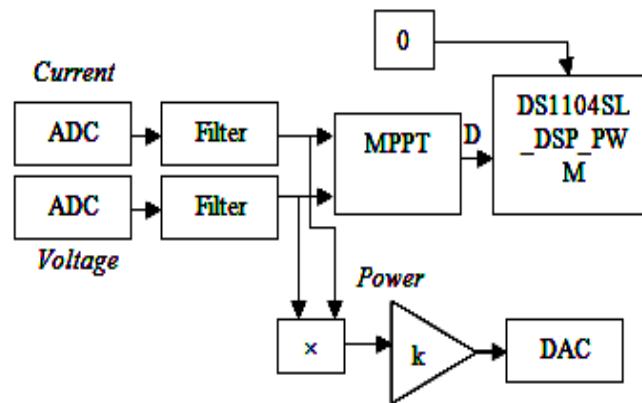 0
Current
ADC
Filter
MPPT
D
DS1104SL
_DSP_PW
M
ADC
Filter
Voltage
Power
×
k
DAC